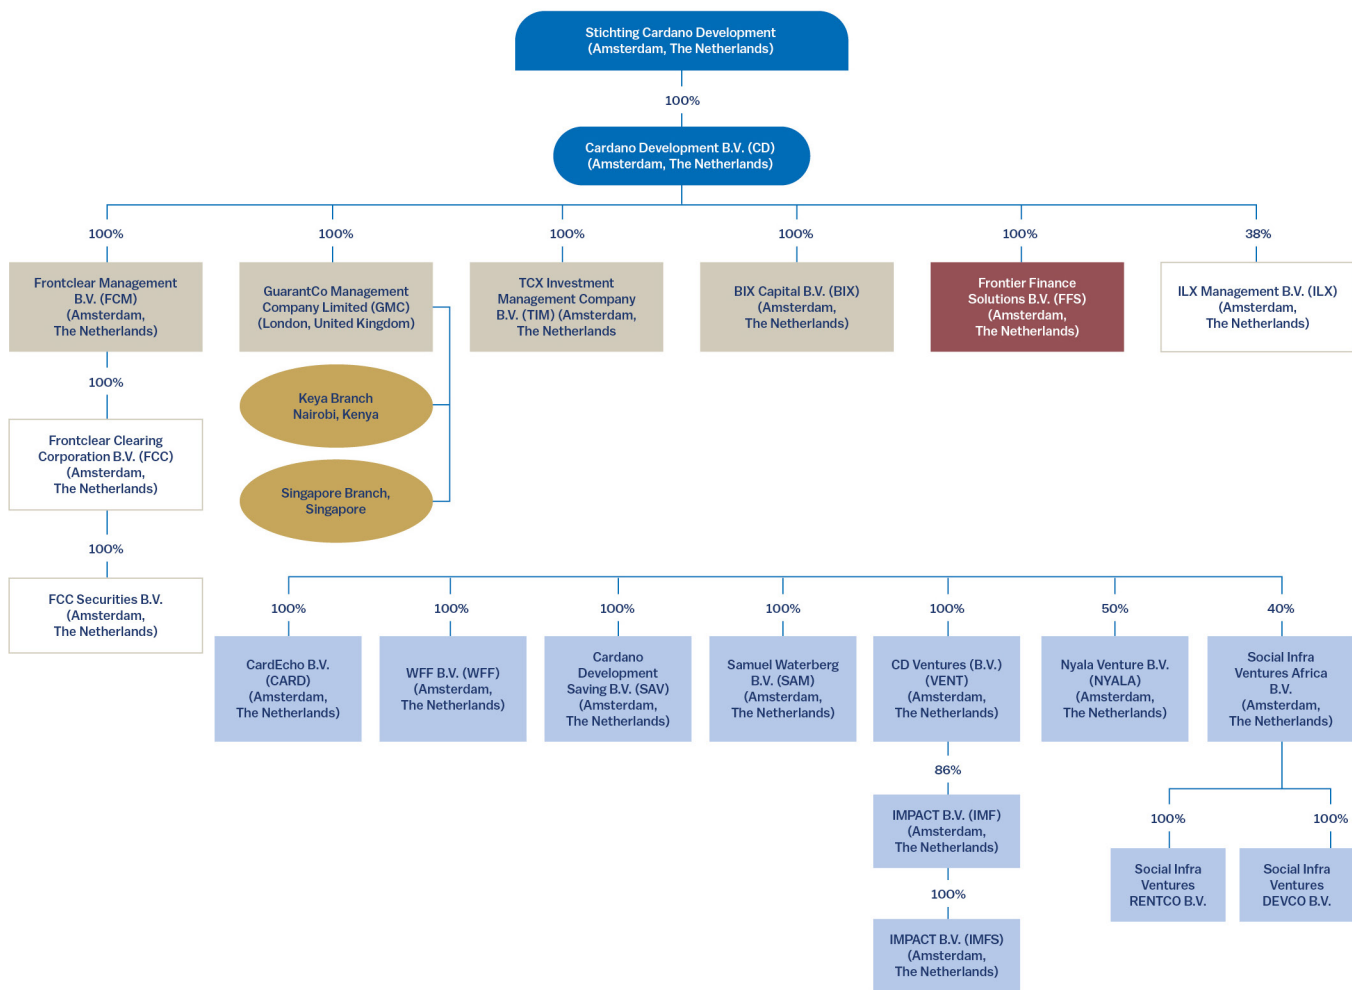 Stichting Cardano Development
(Amsterdam, The Netherlands)
100%
Cardano Development B.V. (CD)
(Amsterdam, The Netherlands)
100%
100%
100%
100%
100%
38%
Frontclear Management
B.V. (FCM)
(Amsterdam,
The Netherlands)
GuarantCo Management
Company Limited (GMC)
(London, United Kingdom)
TCX Investment
Management Company
B.V. (TIM) (Amsterdam,
The Netherlands
BIX Capital B.V. (BIX)
(Amsterdam,
The Netherlands)
Frontier Finance
Solutions B.V. (FFS)
(Amsterdam,
The Netherlands)
ILX Management B.V. (ILX)
(Amsterdam,
The Netherlands)
100%
Keya Branch
Nairobi, Kenya
Frontclear Clearing
Corporation B.V. (FCC)
(Amsterdam,
The Netherlands)
Singapore Branch,
Singapore
100%
FCC Securities B.V.
(Amsterdam,
The Netherlands)
100%
100%
100%
100%
100%
50%
40%
CardEcho B.V.
(CARD)
(Amsterdam,
The Netherlands)
WFF B.V. (WFF)
(Amsterdam,
The Netherlands)
Cardano
Development
Saving B.V. (SAV)
(Amsterdam,
The Netherlands)
Samuel Waterberg
B.V. (SAM)
(Amsterdam,
The Netherlands)
CD Ventures (B.V.)
(VENT)
(Amsterdam,
The Netherlands)
Nyala Venture B.V.
(NYALA)
(Amsterdam,
The Netherlands)
Social Infra
Ventures Africa
B.V.
(Amsterdam,
The Netherlands)
86%
IMPACT B.V. (IMF)
(Amsterdam,
The Netherlands)
100%
100%
Social Infra
Ventures
RENTCO B.V.
Social Infra
Ventures
DEVCO B.V.
100%
IMPACT B.V. (IMFS)
(Amsterdam,
The Netherlands)